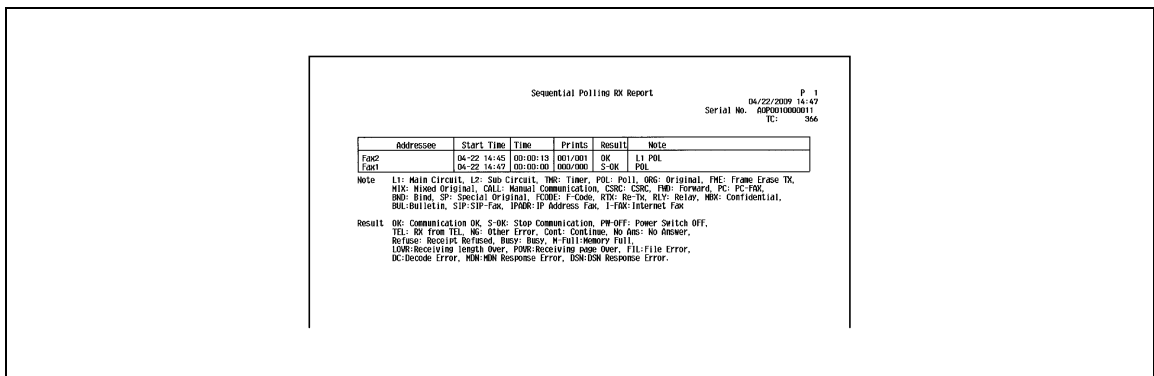 Sequential Polling RX Report
P 1
04/22/2009 14:47
Serial No. A0P0010000011
TC: 366
Addressee Start Time Time Prints Result Note
Fax2 04-22 14:45 00:00:13 001/001 OK L1 POL
Fax1 04-22 14:47 00:00:00 000/000 S-OK POL
Note L1: Main Circuit, L2: Sub Circuit, TMR: Timer, POL: Poll, ORG: Original, FME: Frame Erase TX,
MIX: Mixed Original, CALL: Manual Communication, CSRC: CSRC, FWD: Forward, PC: PC-FAX,
BND: Bind, SP: Special Original, FCODE: F-Code, RTX: Re-Tx, RLY: Relay, MBX: Confidential,
BUL:Bulletin, SIP:SIP-Fax, IPADR:IP Address Fax, I-FAX:Internet Fax
Result OK: Communication OK, S-OK: Stop Communication, PW-OFF: Power Switch OFF,
TEL: RX from TEL, NG: Other Error, Cont: Continue, No Ans: No Answer,
Refuse: Receipt Refused, Busy: Busy, M-Full:Memory Full,
LOVR:Receiving length Over, POVR:Receiving page Over, FIL:File Error,
DC:Decode Error, MDN:MDN Response Error, DSN:DSN Response Error.